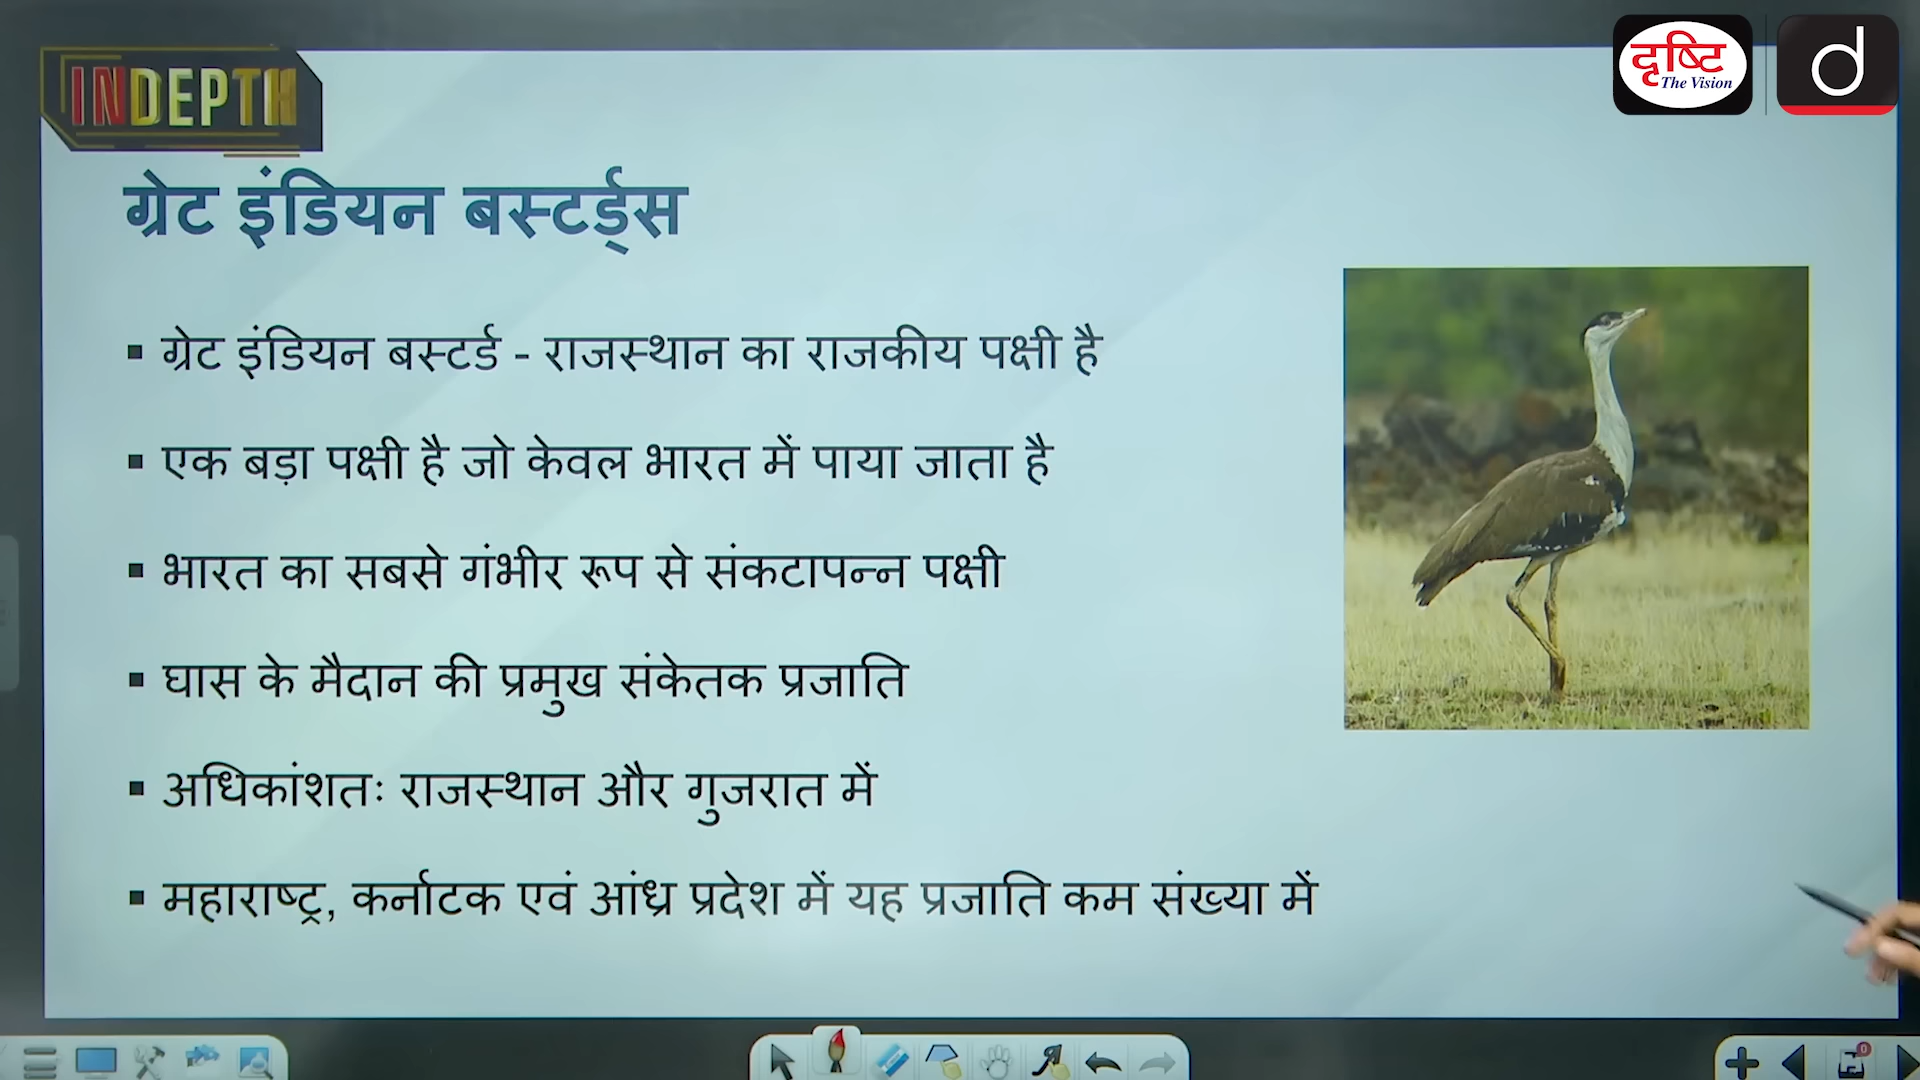 INDEPTH
दृष्टि
The Vision
d
ग्रेट इंडियन बस्टर्ड्स
▪ ग्रेट इंडियन बस्टर्ड - राजस्थान का राजकीय पक्षी है
▪ एक बड़ा पक्षी है जो केवल भारत में पाया जाता है
▪ भारत का सबसे गंभीर रूप से संकटापन्न पक्षी
▪ घास के मैदान की प्रमुख संकेतक प्रजाति
▪ अधिकांशतः राजस्थान और गुजरात में
▪ महाराष्ट्र, कर्नाटक एवं आंध्र प्रदेश में यह प्रजाति कम संख्या में
0